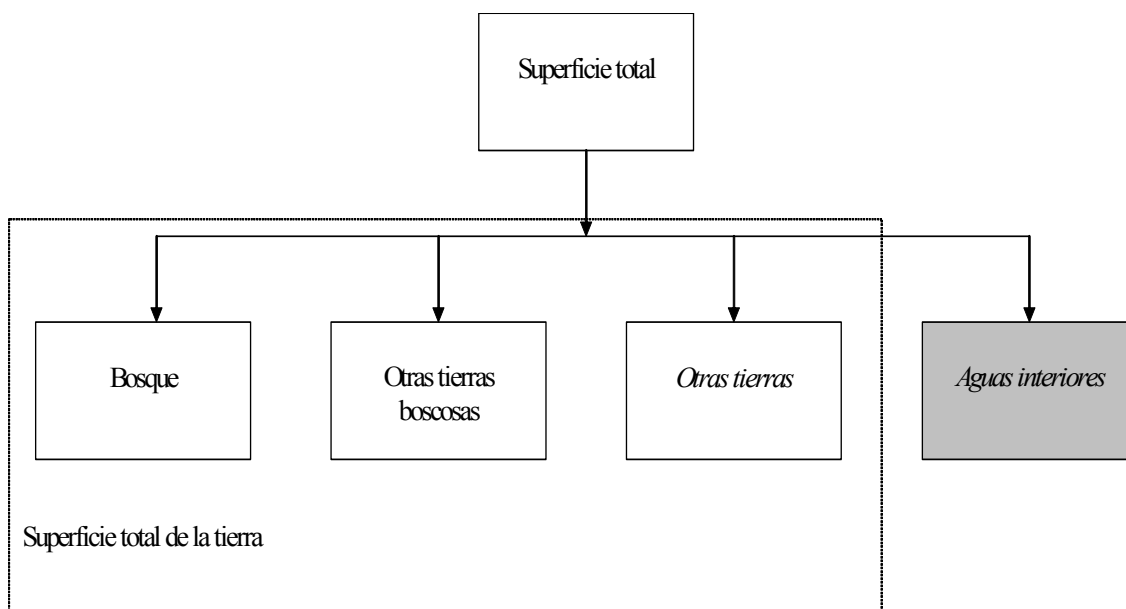 Superficie total
Bosque
Otras tierras
boscosas
Otras tierras
Aguas interiores
Superficie total de la tierra